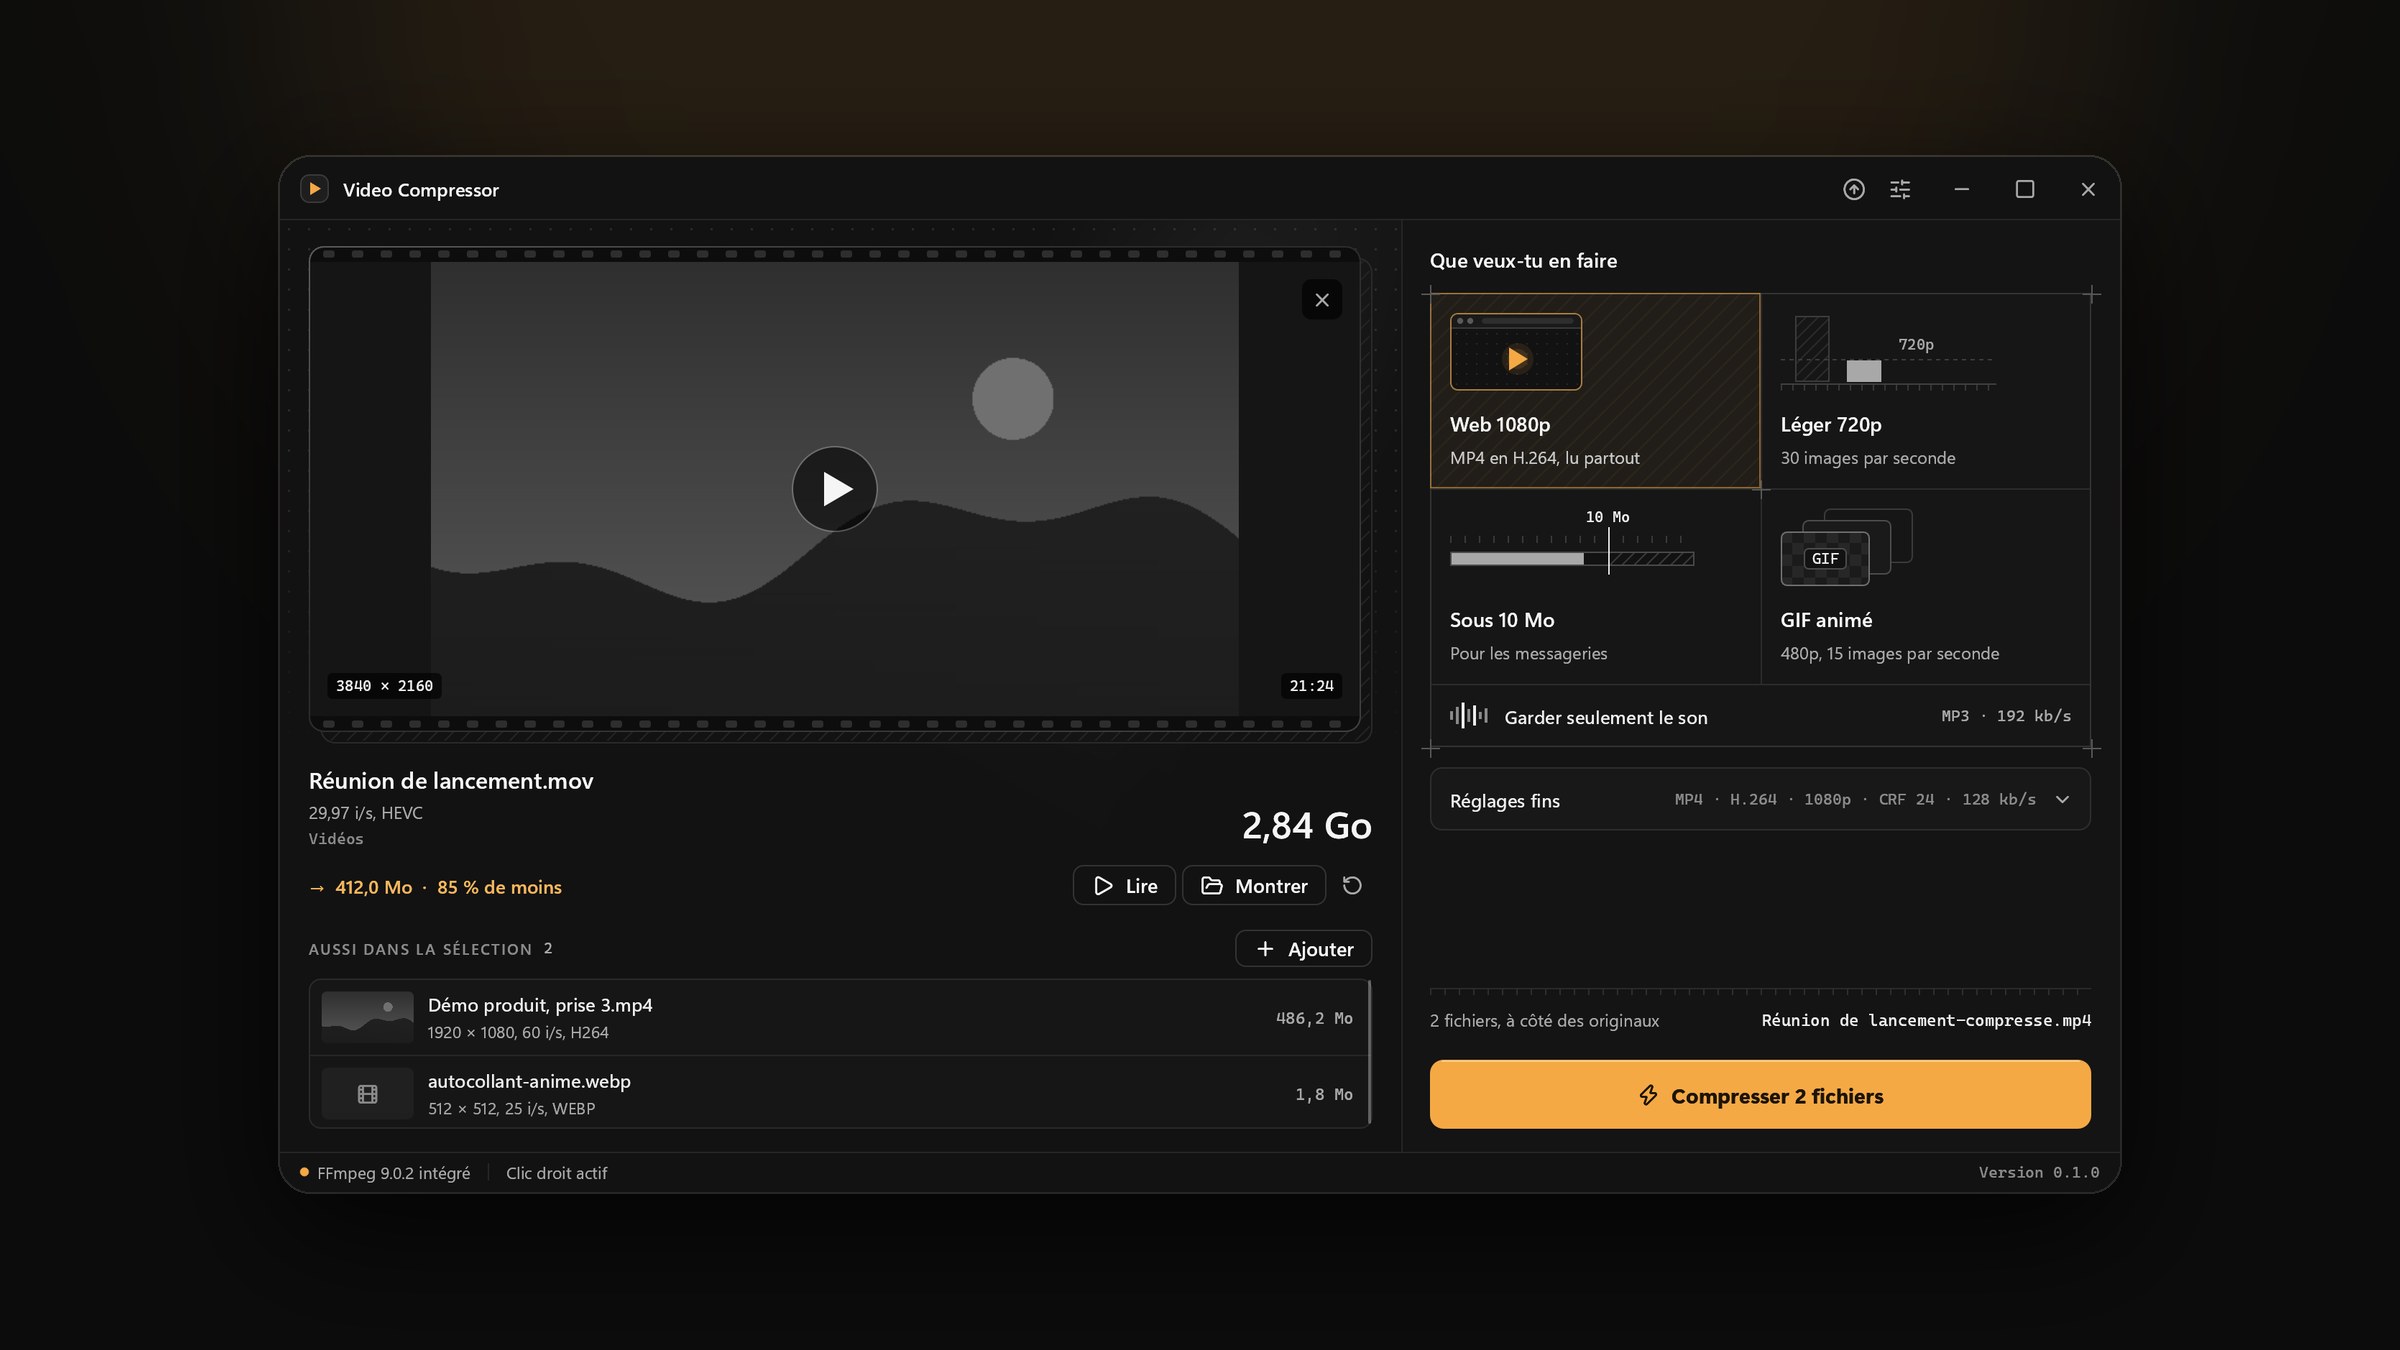 Video Compressor
3840 × 2160
21:24
Réunion de lancement.mov
29,97 i/s, HEVC
Vidéos
2,84 Go
→ 412,0 Mo · 85 % de moins
Lire
Montrer
AUSSI DANS LA SÉLECTION 2
Ajouter
Démo produit, prise 3.mp4
1920 × 1080, 60 i/s, H264
486,2 Mo
autocollant-anime.webp
512 × 512, 25 i/s, WEBP
1,8 Mo
Que veux-tu en faire
Web 1080p
MP4 en H.264, lu partout
720p
Léger 720p
30 images par seconde
10 Mo
Sous 10 Mo
Pour les messageries
GIF
GIF animé
480p, 15 images par seconde
Garder seulement le son
MP3 · 192 kb/s
Réglages fins
MP4 · H.264 · 1080p · CRF 24 · 128 kb/s
2 fichiers, à côté des originaux
Réunion de lancement-compresse.mp4
Compresser 2 fichiers
FFmpeg 9.0.2 intégré
Clic droit actif
Version 0.1.0